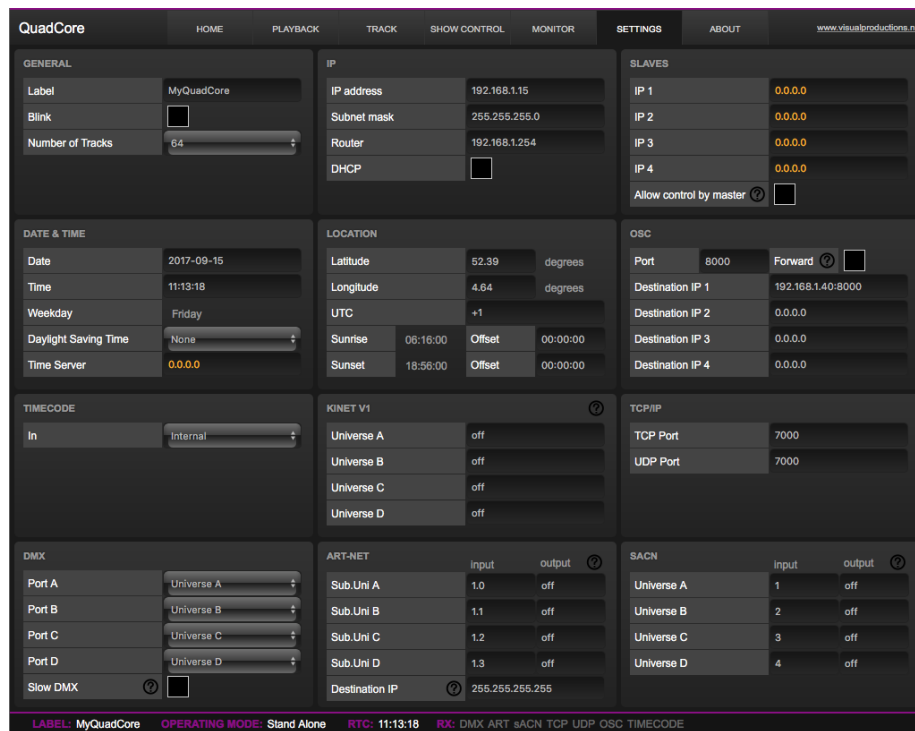 QuadCore HOME PLAYBACK TRACK SHOW CONTROL MONITOR SETTINGS ABOUT www.visualproductions.n
GENERAL
Label MyQuadCore
Blink
Number of Tracks 64
IP
IP address 192.168.1.15
Subnet mask 255.255.255.0
Router 192.168.1.254
DHCP
SLAVES
IP 1 0.0.0.0
IP 2 0.0.0.0
IP 3 0.0.0.0
IP 4 0.0.0.0
Allow control by master ?
DATE & TIME
Date 2017-09-15
Time 11:13:18
Weekday Friday
Daylight Saving Time None
Time Server 0.0.0.0
LOCATION
Latitude 52.39 degrees
Longitude 4.64 degrees
UTC +1
Sunrise 06:16:00 Offset 00:00:00
Sunset 18:56:00 Offset 00:00:00
OSC
Port 8000 Forward ?
Destination IP 1 192.168.1.40:8000
Destination IP 2 0.0.0.0
Destination IP 3 0.0.0.0
Destination IP 4 0.0.0.0
TIMECODE
In Internal
KINET V1 ?
Universe A off
Universe B off
Universe C off
Universe D off
TCP/IP
TCP Port 7000
UDP Port 7000
DMX
Port A Universe A
Port B Universe B
Port C Universe C
Port D Universe D
Slow DMX ?
ART-NET input output ?
Sub.Uni A 1.0 off
Sub.Uni B 1.1 off
Sub.Uni C 1.2 off
Sub.Uni D 1.3 off
Destination IP ? 255.255.255.255
SACN input output ?
Universe A 1 off
Universe B 2 off
Universe C 3 off
Universe D 4 off
LABEL: MyQuadCore OPERATING MODE: Stand Alone RTC: 11:13:18 RX: DMX ART sACN TCP UDP OSC TIMECODE